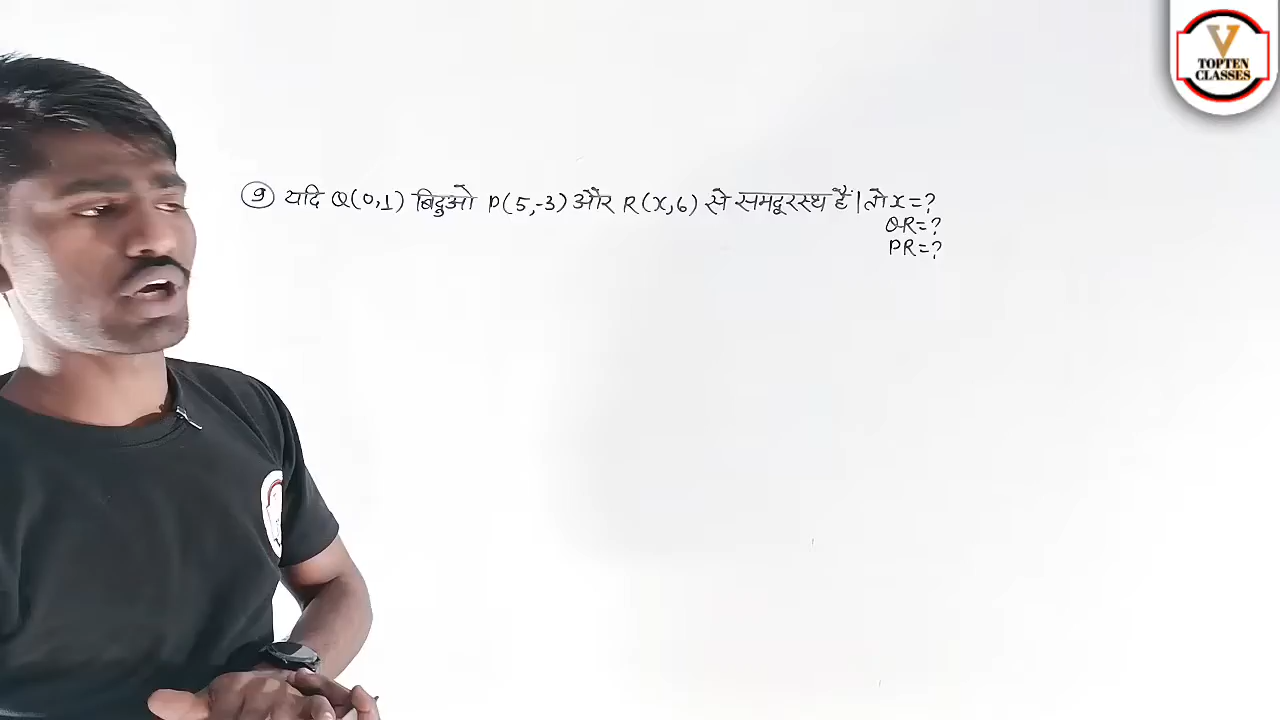 V
TOPTEN
CLASSES
9 यदि Q(0,1) बिदुओ P(5,-3) और R(x,6) से समदूरस्थ हैं। तो x=?
QR=?
PR=?